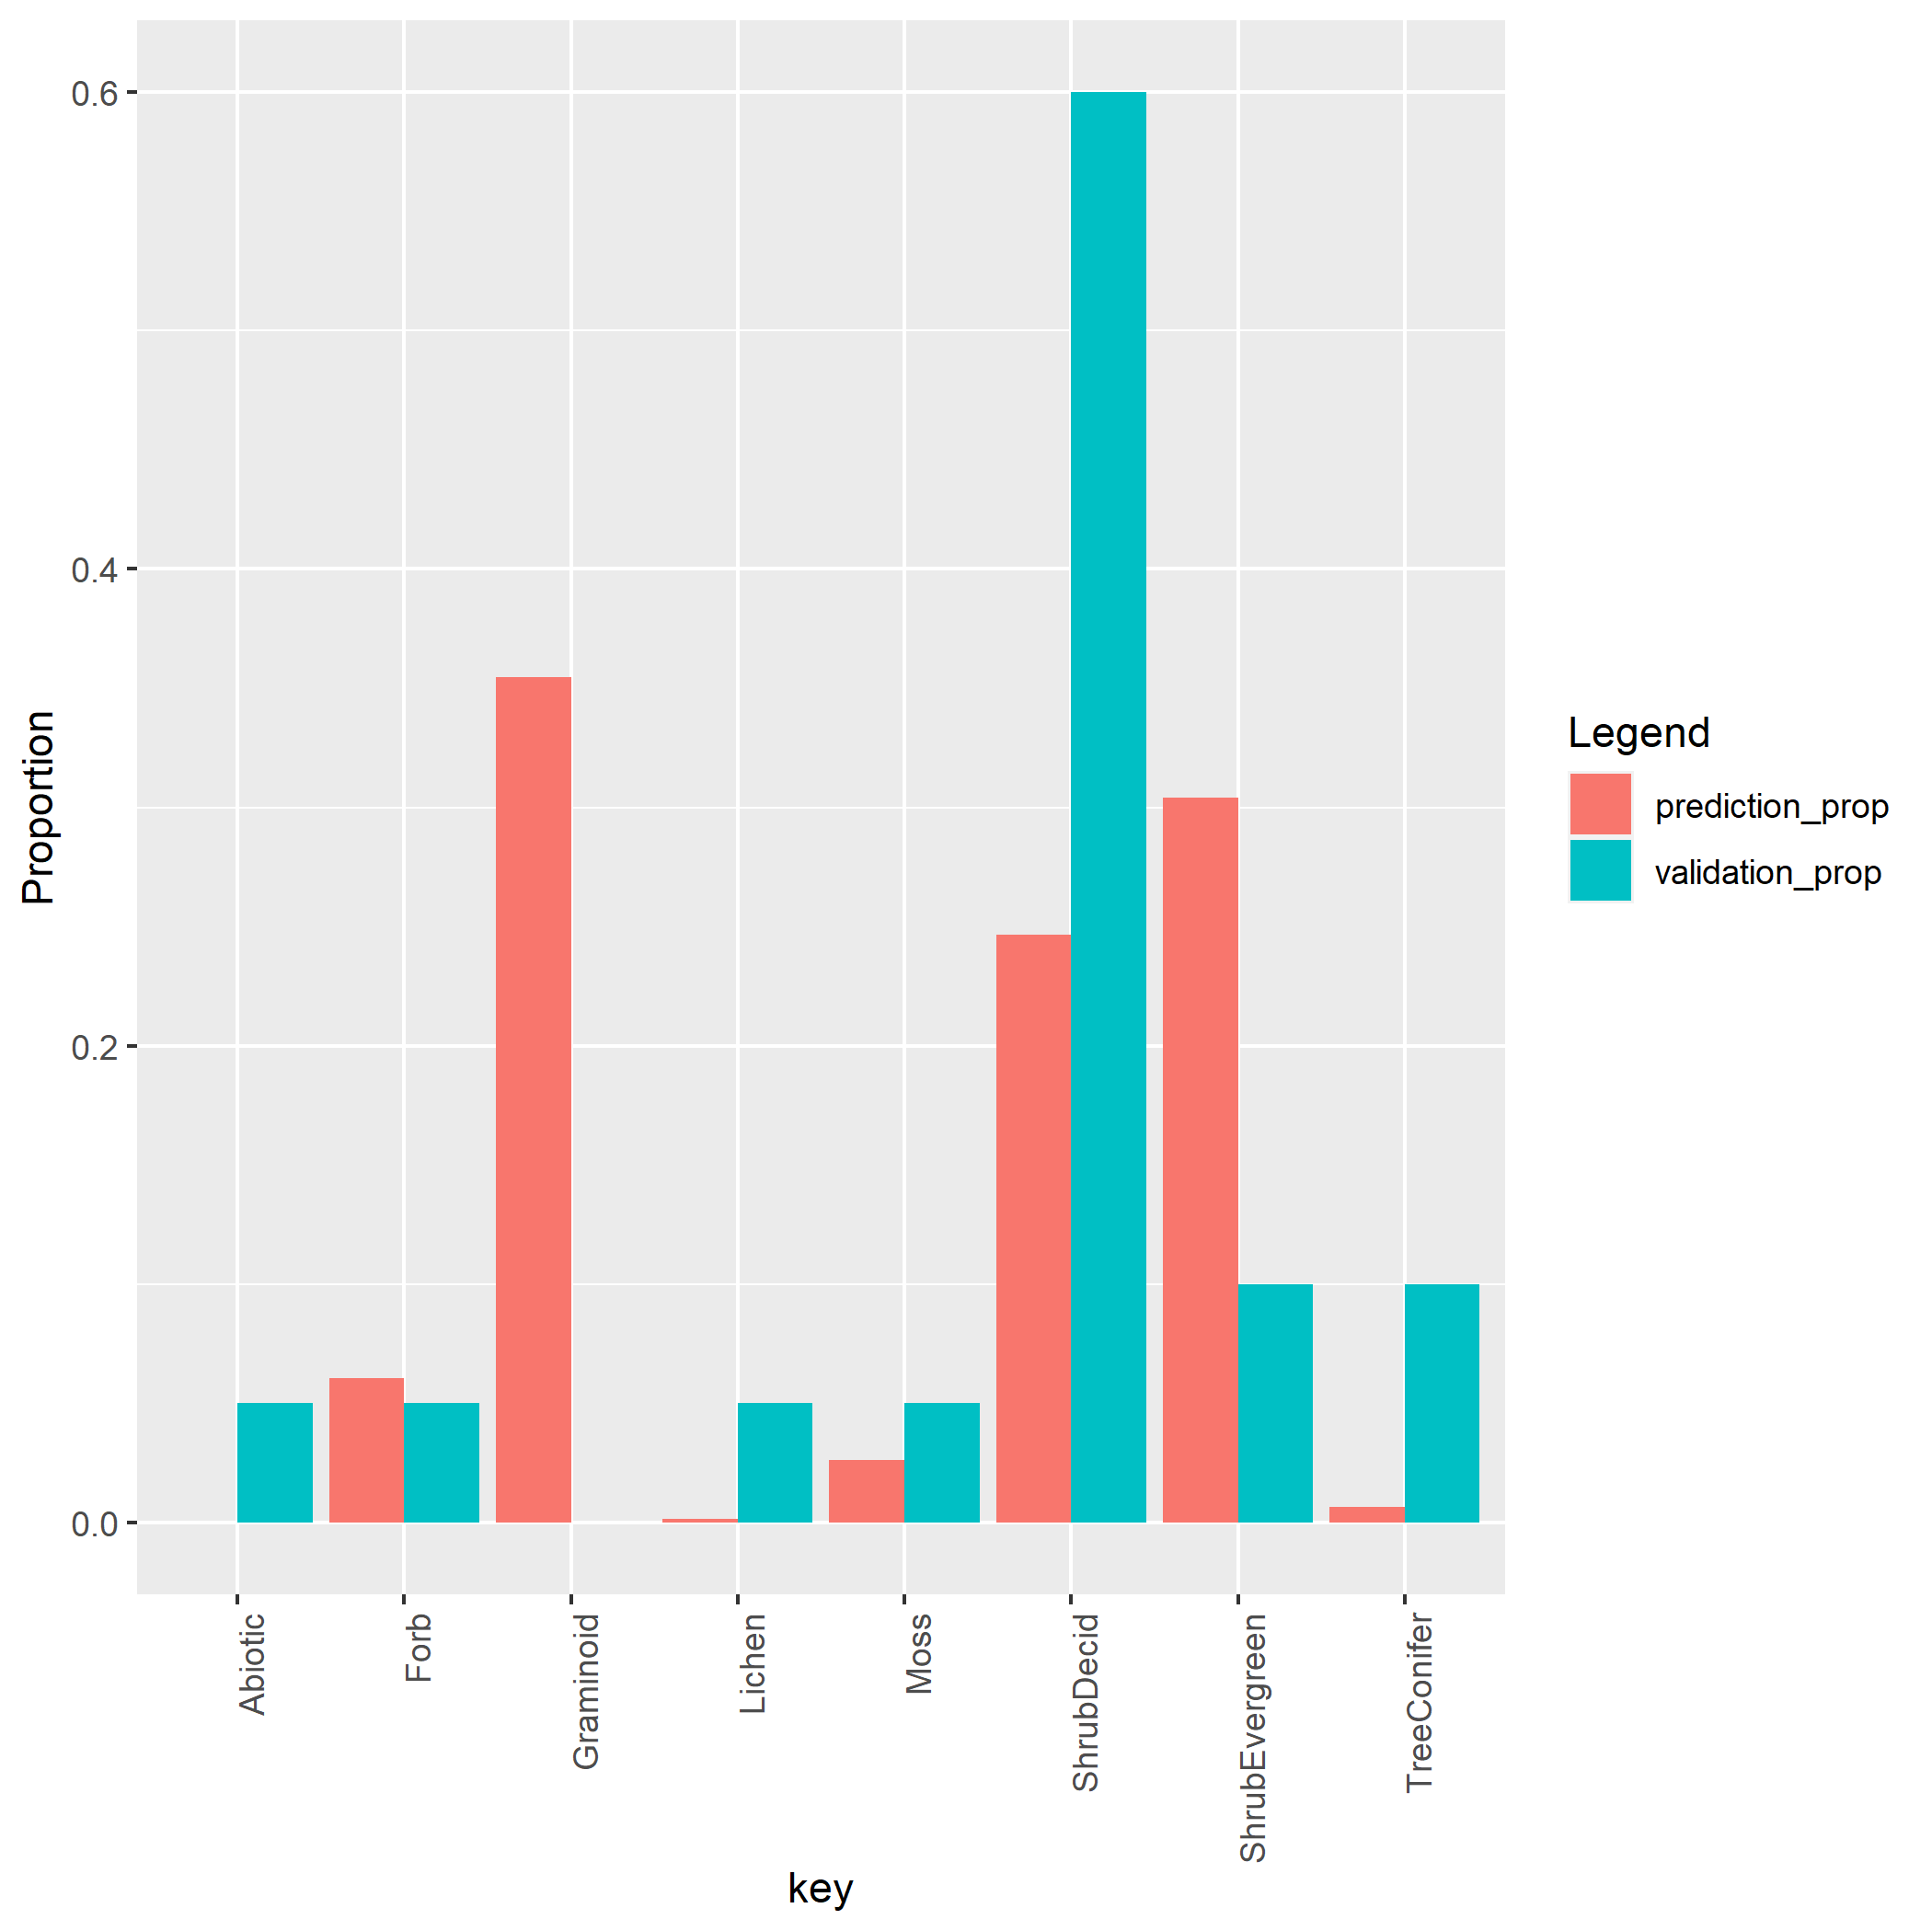 Proportion
0.6
0.4
0.2
0.0
Abiotic
Forb
Graminoid
Lichen
Moss
ShrubDecid
ShrubEvergreen
TreeConifer
key
Legend
prediction_prop
validation_prop